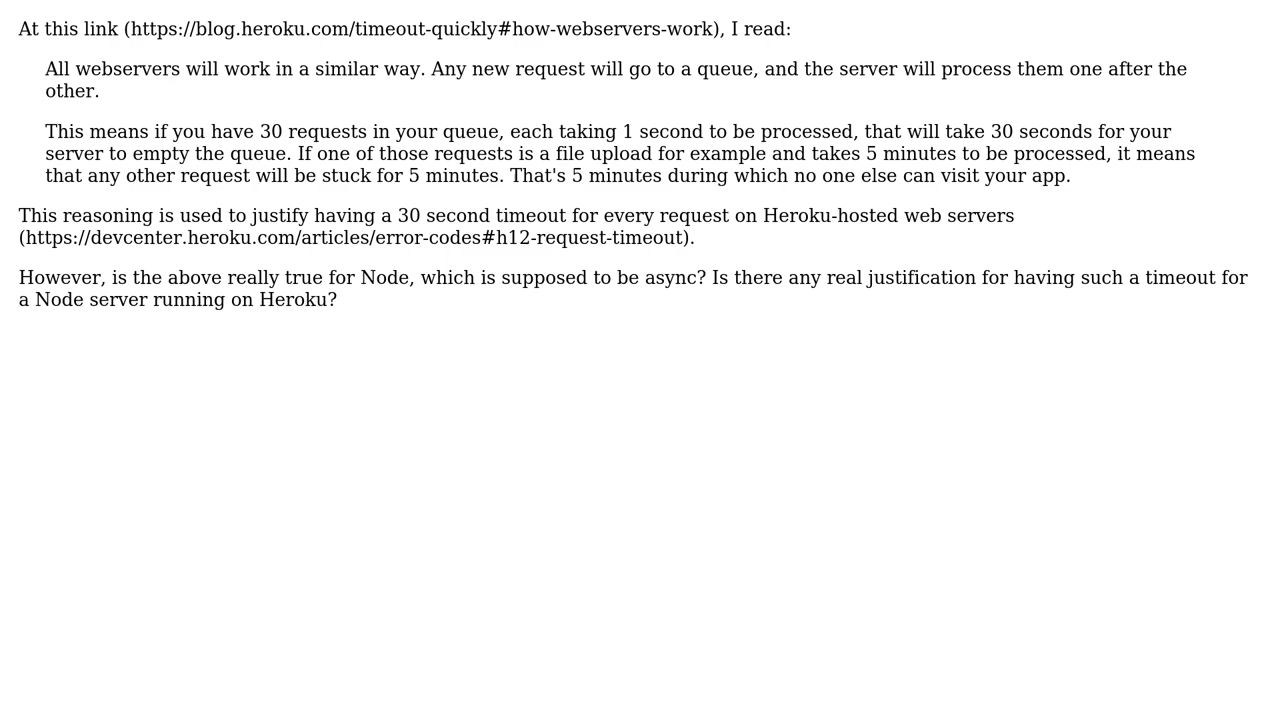 At this link (https://blog.heroku.com/timeout-quickly#how-webservers-work), I read:
All webservers will work in a similar way. Any new request will go to a queue, and the server will process them one after the
other.
This means if you have 30 requests in your queue, each taking 1 second to be processed, that will take 30 seconds for your
server to empty the queue. If one of those requests is a file upload for example and takes 5 minutes to be processed, it means
that any other request will be stuck for 5 minutes. That's 5 minutes during which no one else can visit your app.
This reasoning is used to justify having a 30 second timeout for every request on Heroku-hosted web servers
(https://devcenter.heroku.com/articles/error-codes#h12-request-timeout).
However, is the above really true for Node, which is supposed to be async? Is there any real justification for having such a timeout for
a Node server running on Heroku?